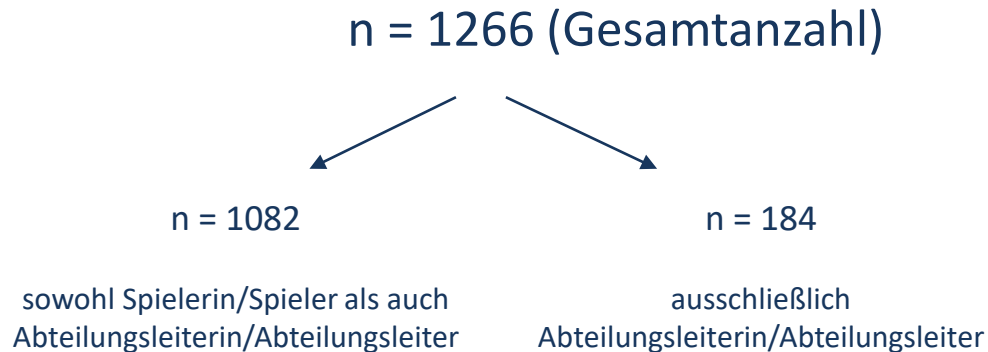 n = 1266 (Gesamtanzahl)
n = 1082
sowohl Spielerin/Spieler als auch
Abteilungsleiterin/Abteilungsleiter
n = 184
ausschließlich
Abteilungsleiterin/Abteilungsleiter